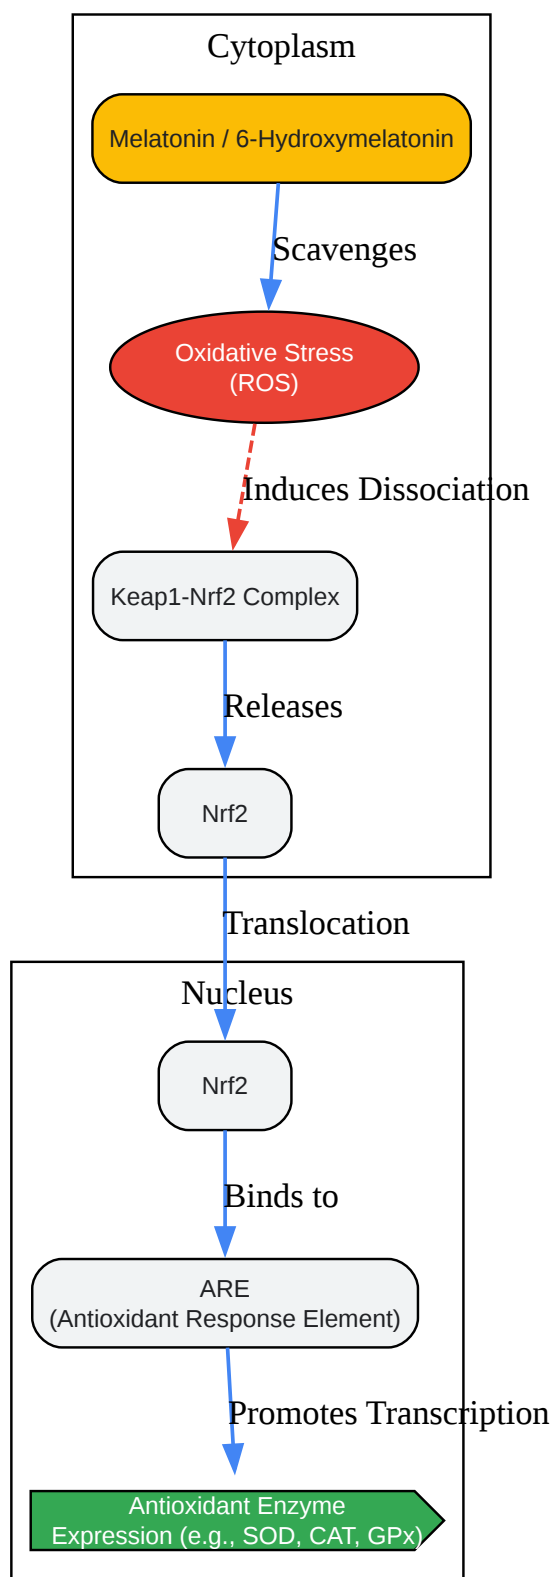 Cytoplasm
Melatonin / 6-Hydroxymelatonin
Scavenges
Oxidative Stress
(ROS)
Induces Dissociation
Keap1-Nrf2 Complex
Releases
Nrf2
Translocation
Nucleus
Nrf2
Binds to
ARE
(Antioxidant Response Element)
Promotes Transcription
Antioxidant Enzyme
Expression (e.g., SOD, CAT, GPx)